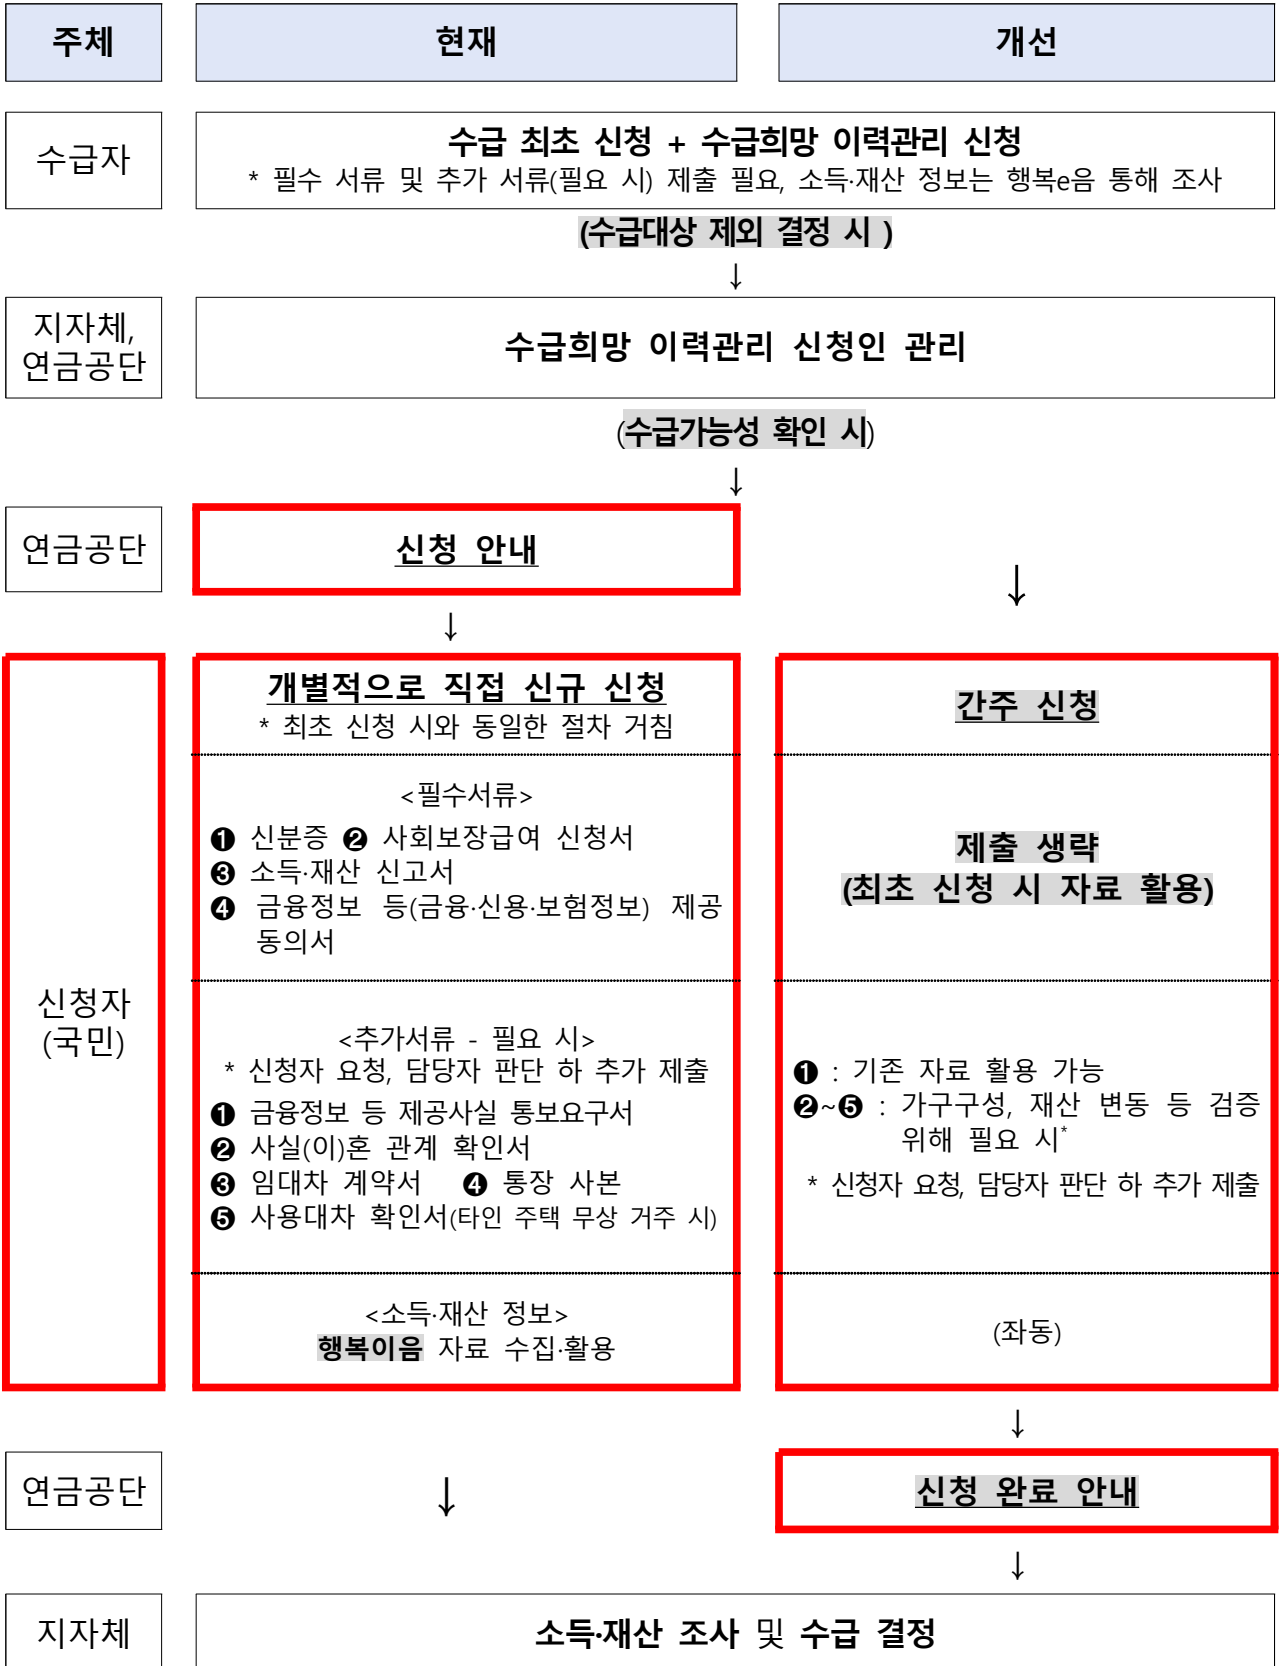 주체
현재
개선
수급자
수급 최초 신청 + 수급희망 이력관리 신청
* 필수 서류 및 추가 서류(필요 시) 제출 필요, 소득·재산 정보는 행복e음 통해 조사
(수급대상 제외 결정 시 )
↓
지자체,
연금공단
수급희망 이력관리 신청인 관리
(수급가능성 확인 시)
↓
연금공단
신청 안내
↓
↓
신청자
(국민)
개별적으로 직접 신규 신청
* 최초 신청 시와 동일한 절차 거침
간주 신청
<필수서류>
❶ 신분증 ❷ 사회보장급여 신청서
❸ 소득·재산 신고서
❹ 금융정보 등(금융·신용·보험정보) 제공
동의서
제출 생략
(최초 신청 시 자료 활용)
<추가서류 - 필요 시>
* 신청자 요청, 담당자 판단 하 추가 제출
❶ 금융정보 등 제공사실 통보요구서
❷ 사실(이)혼 관계 확인서
❸ 임대차 계약서 ❹ 통장 사본
❺ 사용대차 확인서(타인 주택 무상 거주 시)
❶ : 기존 자료 활용 가능
❷~❺ : 가구구성, 재산 변동 등 검증
위해 필요 시*
* 신청자 요청, 담당자 판단 하 추가 제출
<소득·재산 정보>
행복이음 자료 수집·활용
(좌동)
↓
연금공단
↓
신청 완료 안내
↓
지자체
소득·재산 조사 및 수급 결정